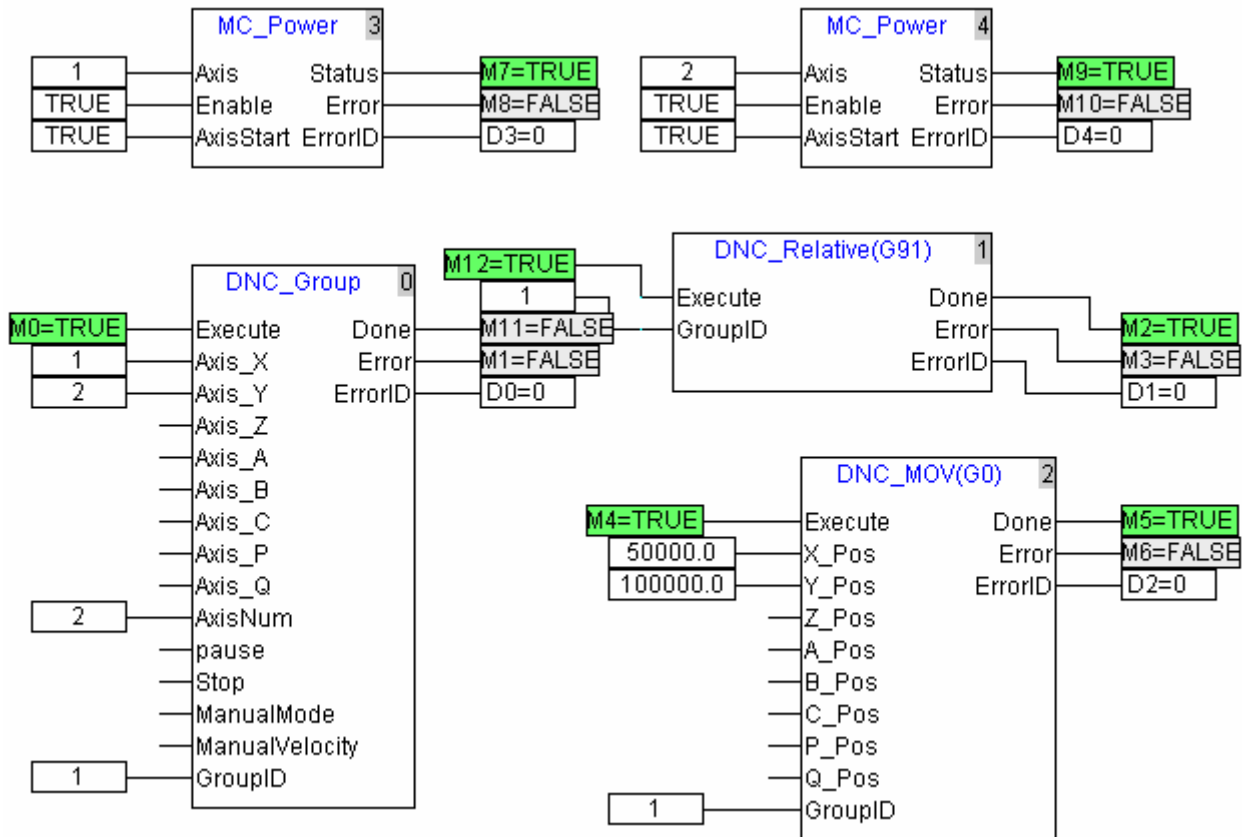 MC_Power 3
1 Axis Status M7=TRUE
TRUE Enable Error M8=FALSE
TRUE AxisStart ErrorID D3=0
MC_Power 4
2 Axis Status M9=TRUE
TRUE Enable Error M10=FALSE
TRUE AxisStart ErrorID D4=0
DNC_Group 0
M0=TRUE Execute Done M11=FALSE
1 Axis_X Error M1=FALSE
2 Axis_Y ErrorID D0=0
Axis_Z
Axis_A
Axis_B
Axis_C
Axis_P
Axis_Q
2 AxisNum
pause
Stop
ManualMode
ManualVelocity
1 GroupID
DNC_Relative(G91) 1
M12=TRUE Execute Done M2=TRUE
1 GroupID Error M3=FALSE
ErrorID D1=0
DNC_MOV(G0) 2
M4=TRUE Execute Done M5=TRUE
50000.0 X_Pos Error M6=FALSE
100000.0 Y_Pos ErrorID D2=0
Z_Pos
A_Pos
B_Pos
C_Pos
P_Pos
Q_Pos
1 GroupID